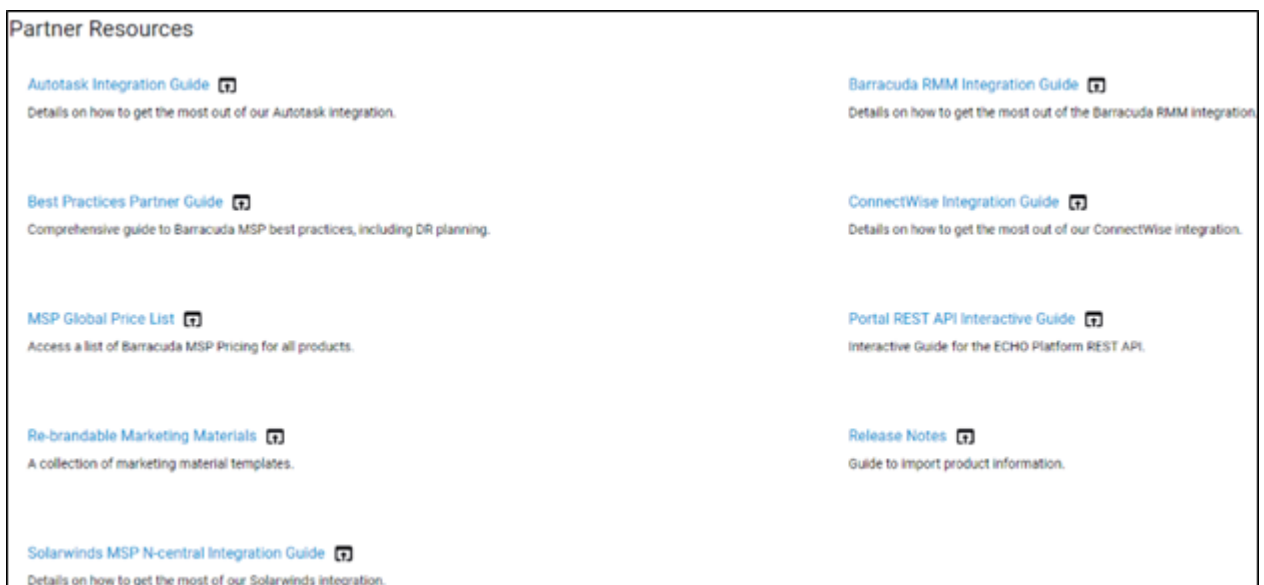 Partner Resources
Autotask Integration Guide
Details on how to get the most out of our Autotask integration.
Barracuda RMM Integration Guide
Details on how to get the most out of the Barracuda RMM integration.
Best Practices Partner Guide
Comprehensive guide to Barracuda MSP best practices, including DR planning.
ConnectWise Integration Guide
Details on how to get the most out of our ConnectWise integration.
MSP Global Price List
Access a list of Barracuda MSP Pricing for all products.
Portal REST API Interactive Guide
Interactive Guide for the ECHO Platform REST API.
Re-brandable Marketing Materials
A collection of marketing material templates.
Release Notes
Guide to import product information.
Solarwinds MSP N-central Integration Guide
Details on how to get the most of our Solarwinds integration.